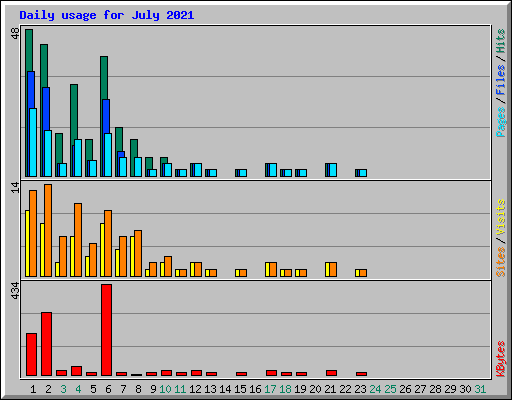 Daily usage for July 2021
48
Pages / Files / Hits
14
Sites / Visits
434
KBytes
1 2 3 4 5 6 7 8 9 10 11 12 13 14 15 16 17 18 19 20 21 22 23 24 25 26 27 28 29 30 31